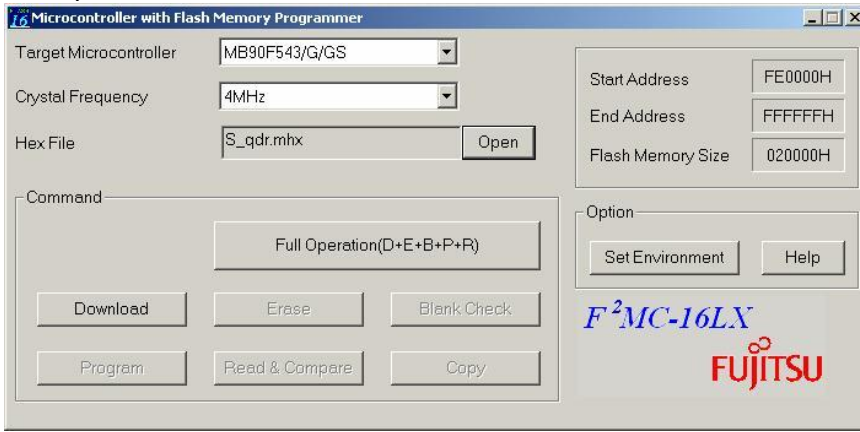 Microcontroller with Flash Memory Programmer
Target Microcontroller MB90F543/G/GS
Crystal Frequency 4MHz
Hex File S_qdr.mhx Open
Start Address FE0000H
End Address FFFFFFH
Flash Memory Size 020000H
Command
Full Operation(D+E+B+P+R)
Download Erase Blank Check
Program Read & Compare Copy
Option
Set Environment Help
F²MC-16LX
FUJITSU